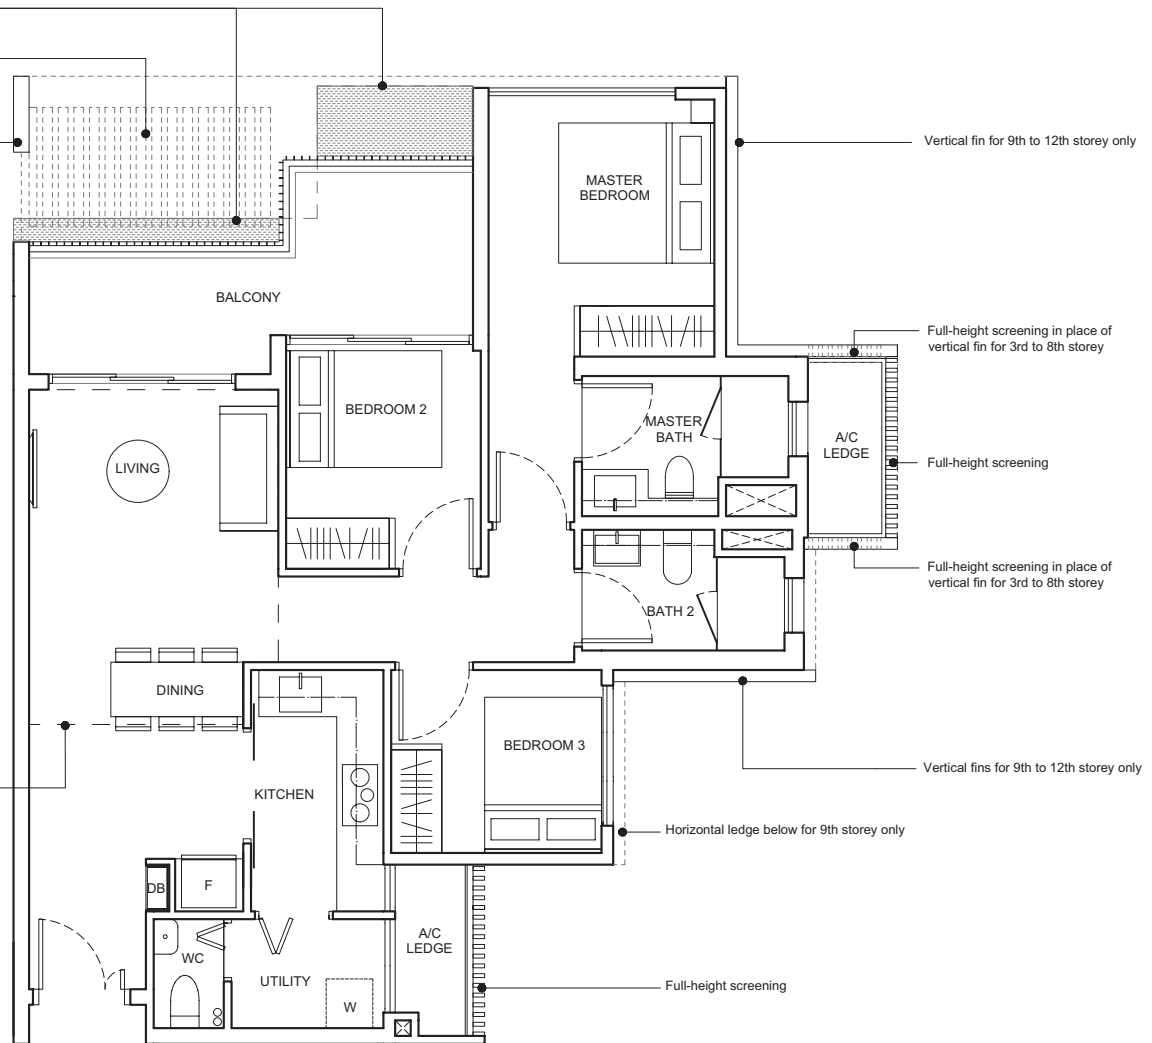 Vertical fin for 9th to 12th storey only
MASTER
BEDROOM
BALCONY
Full-height screening in place of
vertical fin for 3rd to 8th storey
BEDROOM 2
MASTER
BATH
A/C
LEDGE
LIVING
Full-height screening
Full-height screening in place of
vertical fin for 3rd to 8th storey
BATH 2
DINING
BEDROOM 3
Vertical fins for 9th to 12th storey only
KITCHEN
Horizontal ledge below for 9th storey only
DB
F
A/C
LEDGE
WC
UTILITY
Full-height screening
W